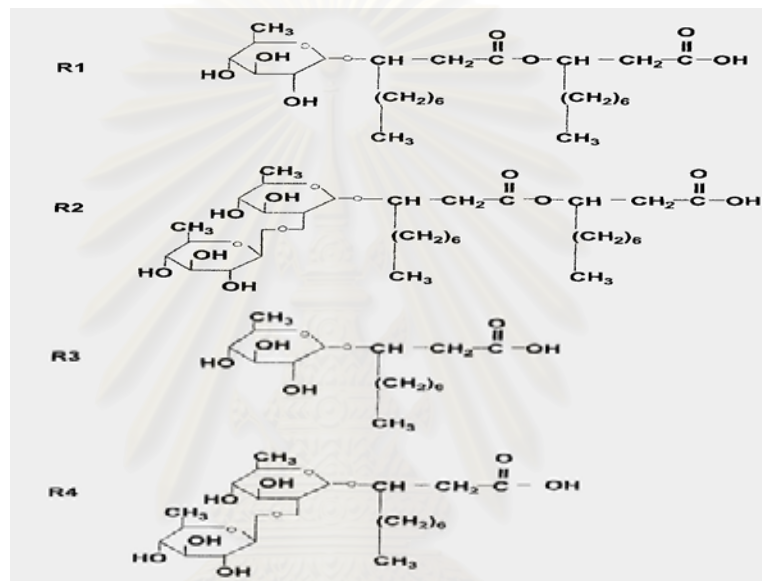 CH₃
O
O
R1
HO
OH
O
O
CH — CH₂ — C — O — CH — CH₂ — C — OH
OH
(CH₂)₆
(CH₂)₆
CH₃
CH₃
CH₃
O
O
R2
HO
OH
O
O
CH — CH₂ — C — O — CH — CH₂ — C — OH
CH₃
O
(CH₂)₆
(CH₂)₆
HO
OH
O
OH
CH₃
CH₃
CH₃
O
R3
HO
OH
O
O
CH — CH₂ — C — OH
OH
(CH₂)₆
CH₃
CH₃
O
R4
HO
OH
O
O
CH — CH₂ — C — OH
CH₃
O
(CH₂)₆
HO
OH
O
OH
CH₃